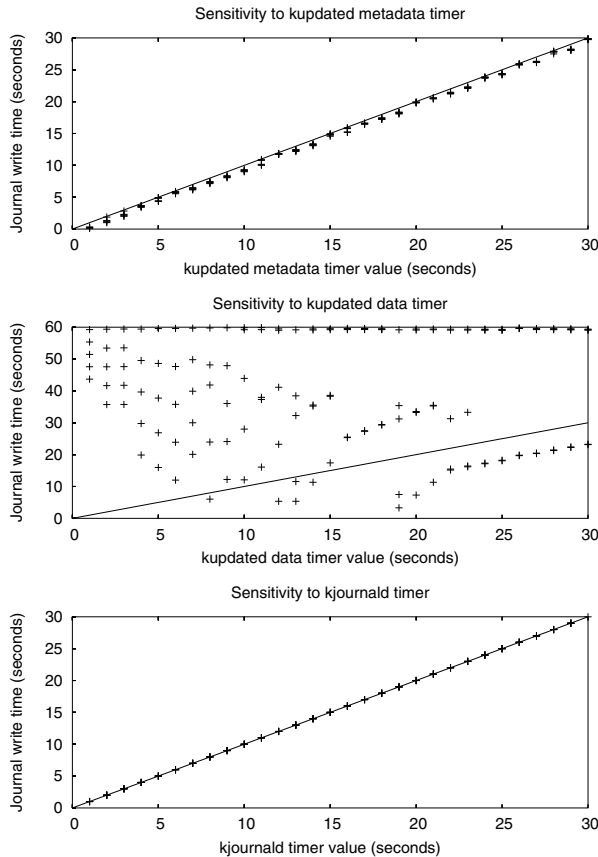 Sensitivity to kupdated metadata timer
30
25
20
15
10
5
0
Journal write time (seconds)
0 5 10 15 20 25 30
kupdated metadata timer value (seconds)
Sensitivity to kupdated data timer
60
50
40
30
20
10
0
Journal write time (seconds)
0 5 10 15 20 25 30
kupdated data timer value (seconds)
Sensitivity to kjournald timer
30
25
20
15
10
5
0
Journal write time (seconds)
0 5 10 15 20 25 30
kjournald timer value (seconds)